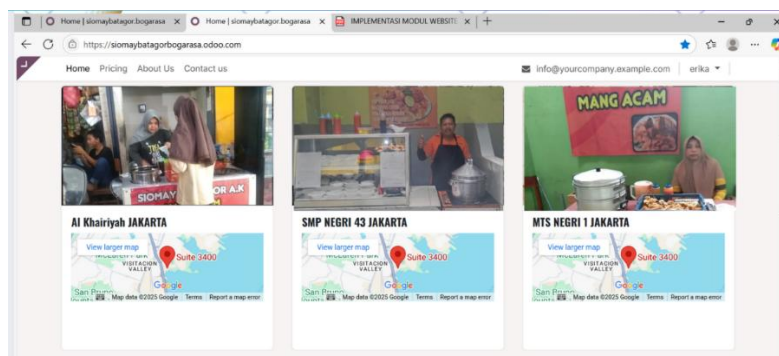 Home | siomaybatagor.bogarasa
Home | siomaybatagor.bogarasa
IMPLEMENTASI MODUL WEBSITE
https://siomaybatagorbogarasa.odoo.com
Home Pricing About Us Contact us
info@yourcompany.example.com
erika
SIOMAY
OR A.K
MANG ACAM
Al Khairiyah JAKARTA
SMP NEGRI 43 JAKARTA
MTS NEGRI 1 JAKARTA
View larger map
VISITACION
VALLEY
Suite 3400
Google
Map data ©2025 Google Terms Report a map error
View larger map
VISITACION
VALLEY
Suite 3400
Google
Map data ©2025 Google Terms Report a map error
View larger map
VISITACION
VALLEY
Suite 3400
Google
Map data ©2025 Google Terms Report a map error